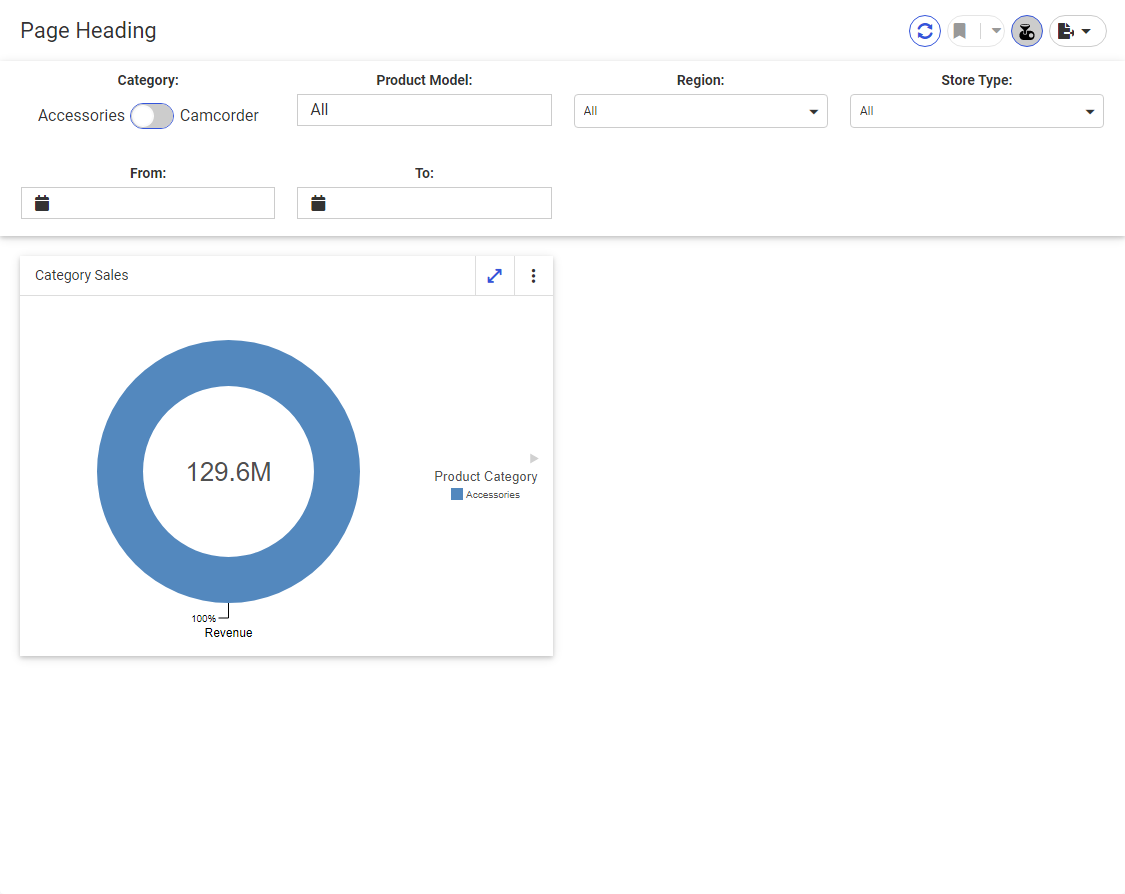 Page Heading
Category:
Product Model:
Region:
Store Type:
Accessories
Camcorder
All
All
All
From:
To:
Category Sales
129.6M
Product Category
Accessories
100%
Revenue